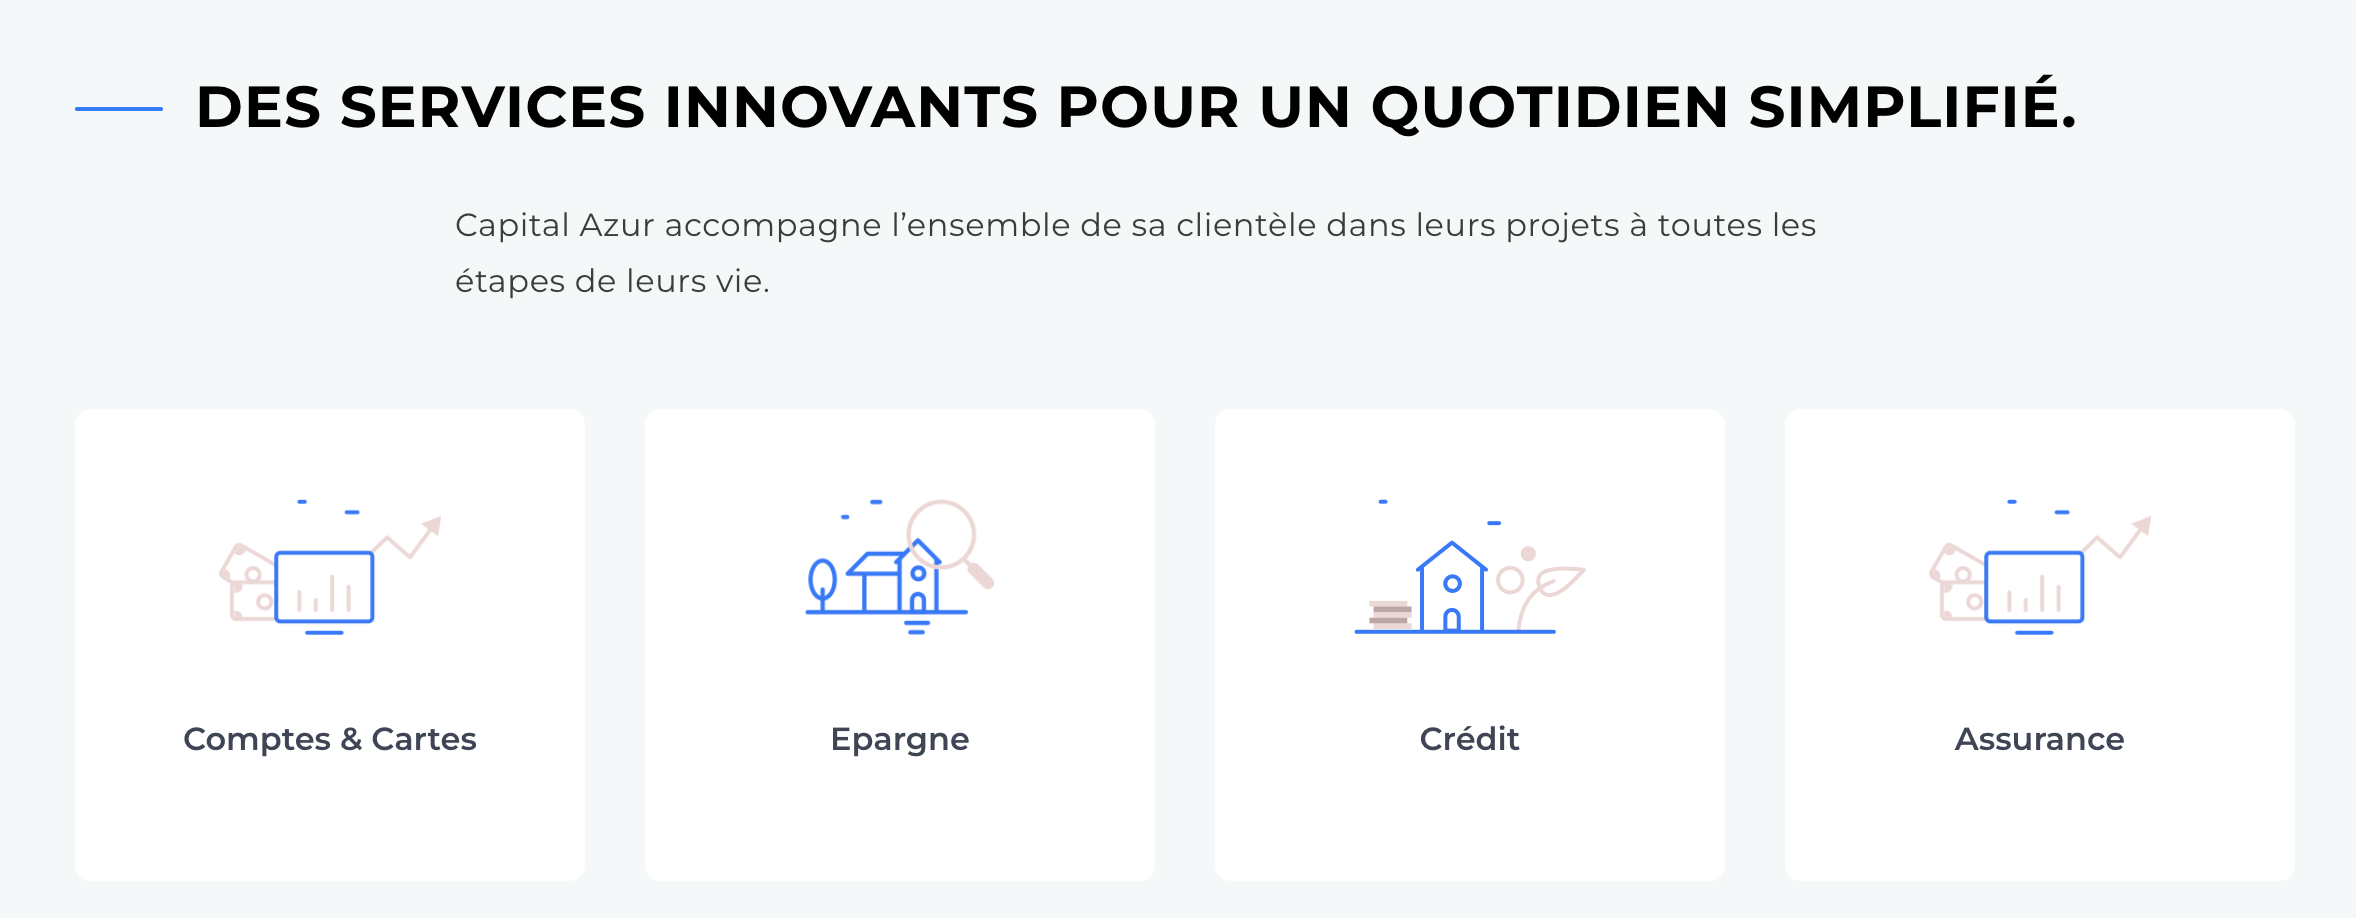 DES SERVICES INNOVANTS POUR UN QUOTIDIEN SIMPLIFIÉ.
Capital Azur accompagne l’ensemble de sa clientèle dans leurs projets à toutes les
étapes de leurs vie.
Comptes & Cartes
Epargne
Crédit
Assurance